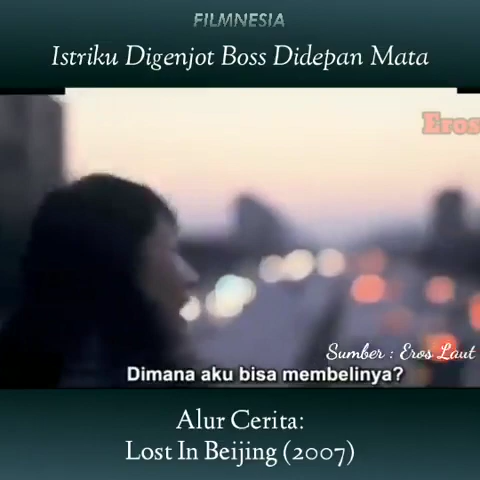 FILMNESIA
Istriku Digenjot Boss Didepan Mata
Eros
Sumber : Eros Laut
Dimana aku bisa membelinya?
Alur Cerita:
Lost In Beijing (2007)